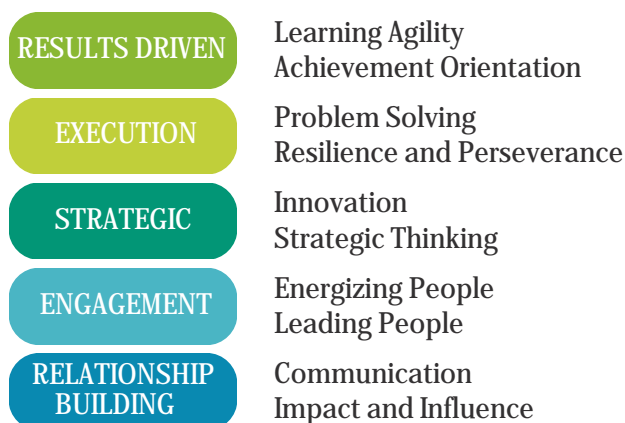 RESULTS DRIVEN
Learning Agility
Achievement Orientation
EXECUTION
Problem Solving
Resilience and Perseverance
STRATEGIC
Innovation
Strategic Thinking
ENGAGEMENT
Energizing People
Leading People
RELATIONSHIP
BUILDING
Communication
Impact and Influence